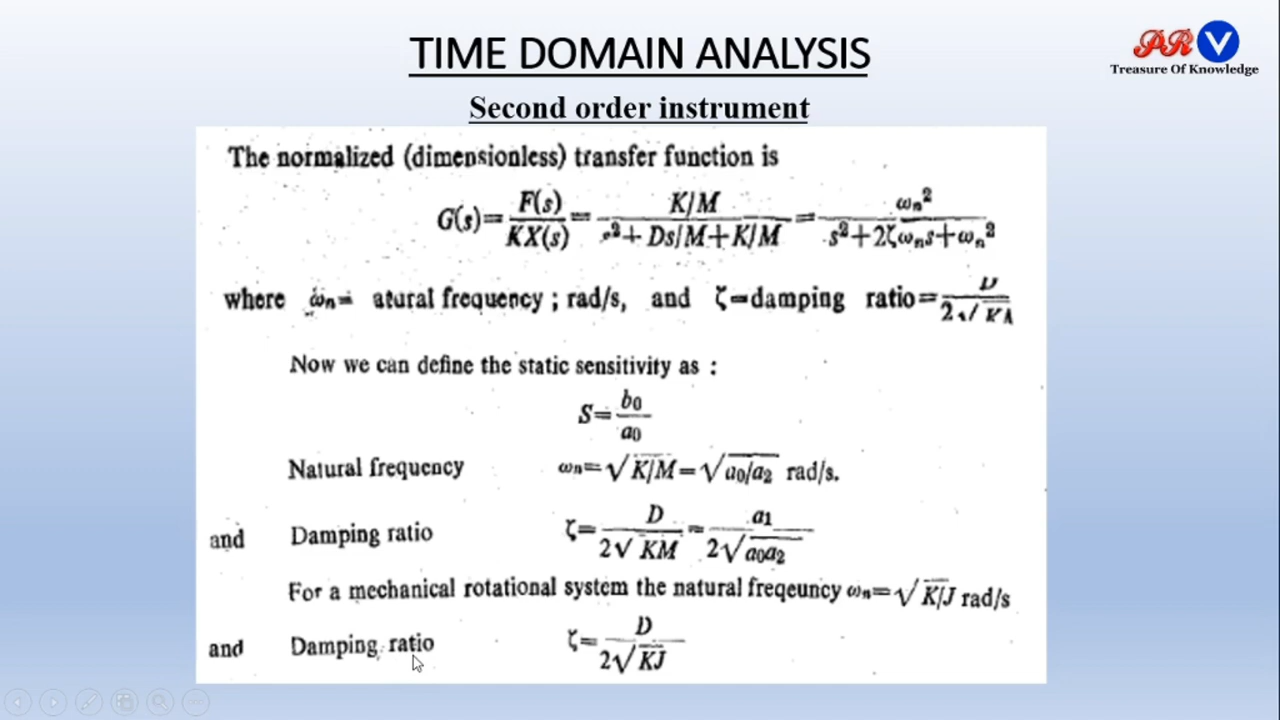 TIME DOMAIN ANALYSIS
PR V
Treasure Of Knowledge
Second order instrument
The normalized (dimensionless) transfer function is
G(s)= F(s)/KX(s) = K/M / s²+Ds/M+K/M = ωn² / s²+2ζωns+ωn²
where ωn= atural frequency ; rad/s, and ζ=damping ratio= D/2√K
Now we can define the static sensitivity as :
S= b0/a0
Natural frequency ωn=√K/M=√a0/a2 rad/s.
and Damping ratio ζ= D/2√KM = a1/2√a0a2
For a mechanical rotational system the natural freqeuncy ωn=√K/J rad/s
and Damping ratio ζ= D/2√KJ